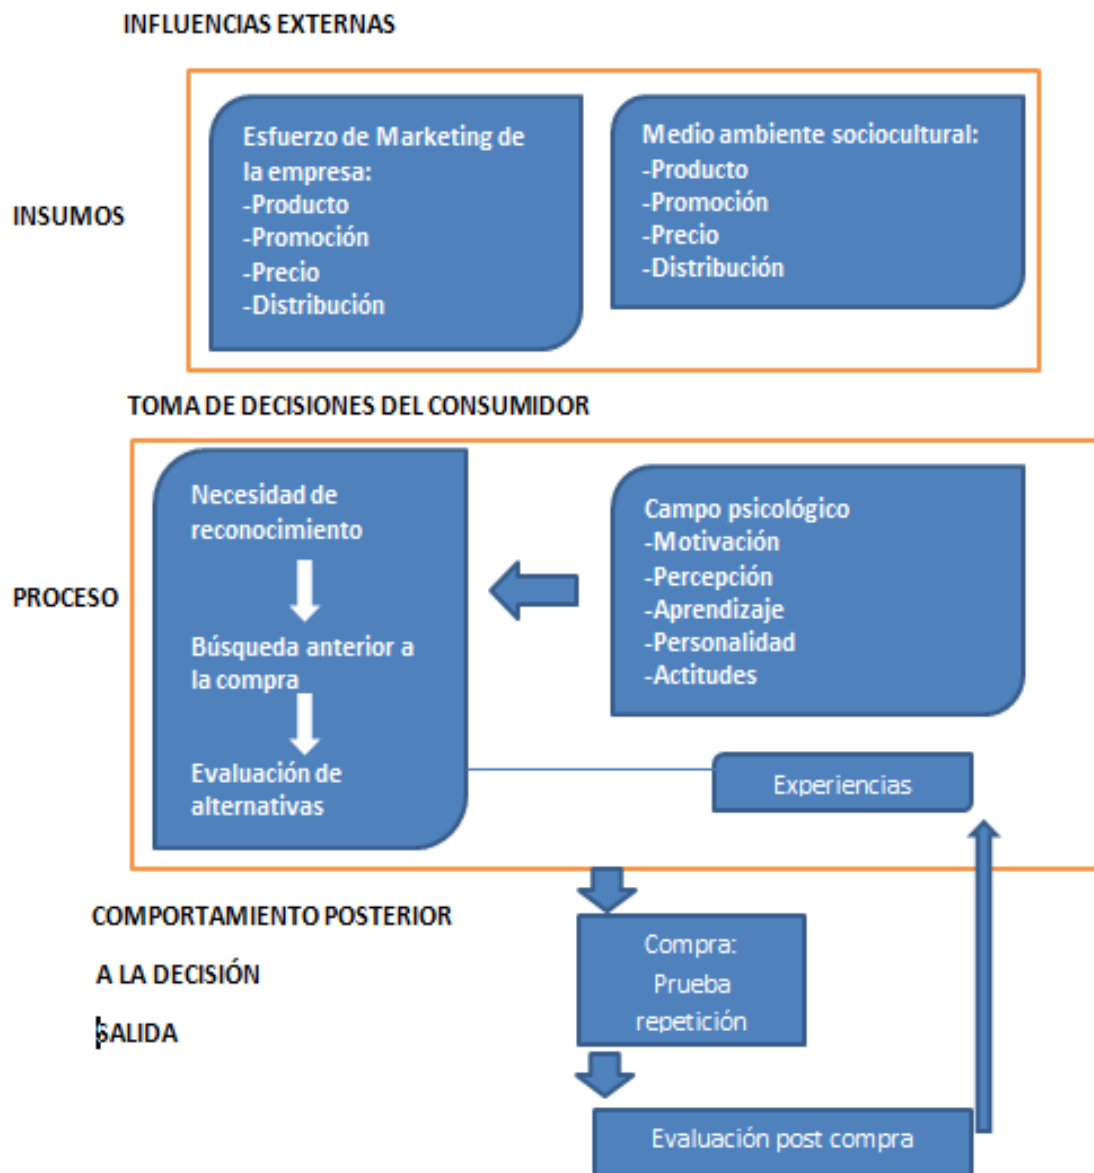 INFLUENCIAS EXTERNAS
INSUMOS
Esfuerzo de Marketing de
la empresa:
-Producto
-Promoción
-Precio
-Distribución
Medio ambiente sociocultural:
-Producto
-Promoción
-Precio
-Distribución
TOMA DE DECISIONES DEL CONSUMIDOR
PROCESO
Necesidad de
reconocimiento
Búsqueda anterior a
la compra
Evaluación de
alternativas
Campo psicológico
-Motivación
-Percepción
-Aprendizaje
-Personalidad
-Actitudes
Experiencias
COMPORTAMIENTO POSTERIOR
A LA DECISIÓN
SALIDA
Compra:
Prueba
repetición
Evaluación post compra